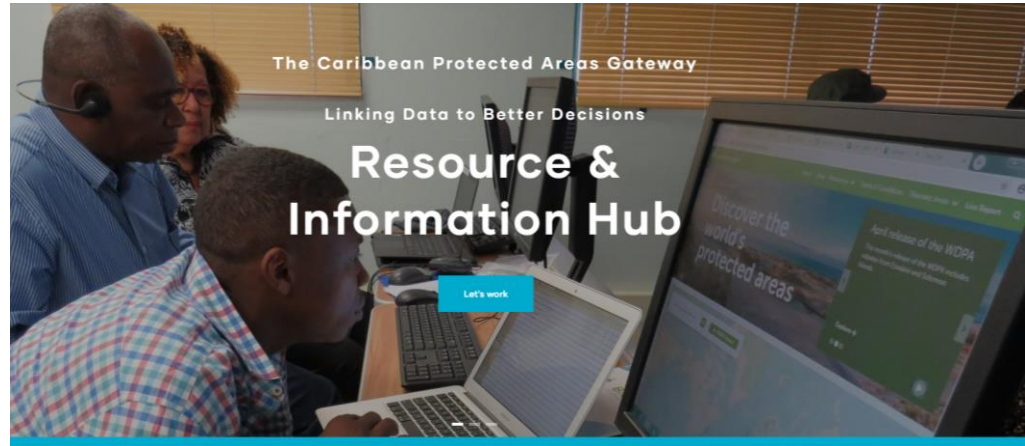 The Caribbean Protected Areas Gateway
Linking Data to Better Decisions
Resource &
Information Hub
Let's work
Discover the
world's
protected areas
April release of the WDPA
Explore